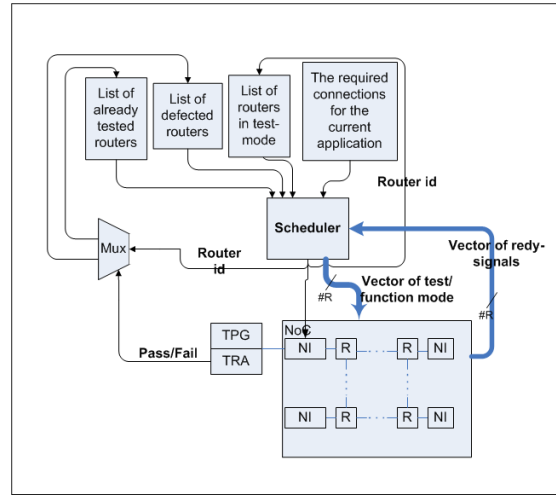 List of
already
tested
routers
List of
defected
routers
List of
routers
in test-
mode
The required
connections
for the
current
application
Router id
Scheduler
Mux
Router
id
Vector of redy-
signals
#R
Vector of test/
function mode
#R
Pass/Fail
TPG
TRA
NoC
NI
R
R
NI
NI
R
R
NI